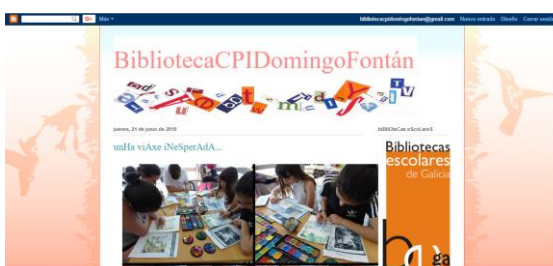 G+ Más
bibliotecacpidomingofontan@gmail.com Nueva entrada Diseño Cerrar sesión
BibliotecaCPIDomingoFontán
jueves, 21 de junio de 2018
unHa viAxe iNeSperAdA...
bIBliOteCas eScoLareS
Bibliotecas
escolares
de Galicia